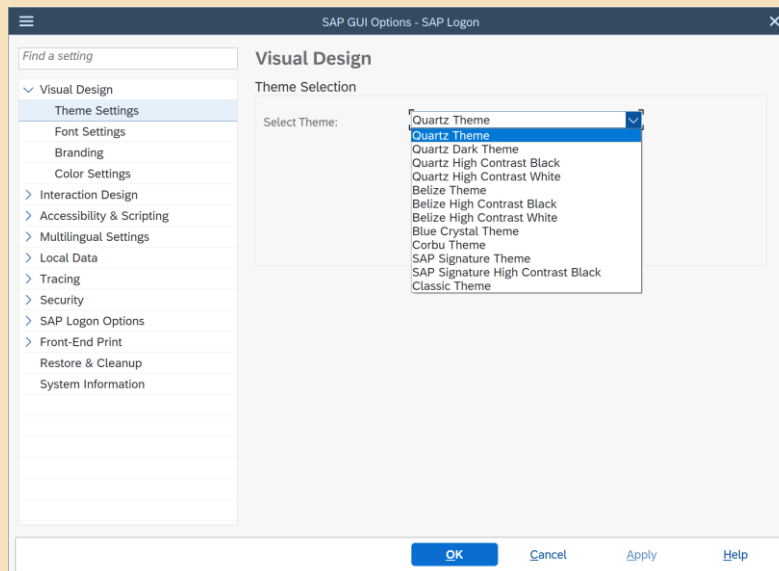 SAP GUI Options - SAP Logon
Find a setting
Visual Design
Theme Settings
Font Settings
Branding
Color Settings
Interaction Design
Accessibility & Scripting
Multilingual Settings
Local Data
Tracing
Security
SAP Logon Options
Front-End Print
Restore & Cleanup
System Information
Visual Design
Theme Selection
Select Theme:
Quartz Theme
Quartz Theme
Quartz Dark Theme
Quartz High Contrast Black
Quartz High Contrast White
Belize Theme
Belize High Contrast Black
Belize High Contrast White
Blue Crystal Theme
Corbu Theme
SAP Signature Theme
SAP Signature High Contrast Black
Classic Theme
OK
Cancel
Apply
Help